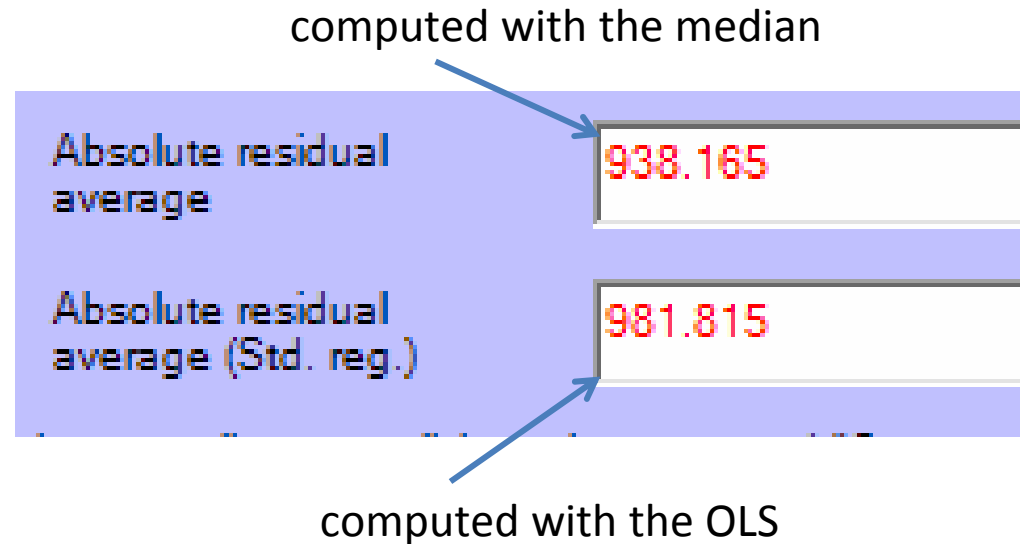 computed with the median
Absolute residual
average
938.165
Absolute residual
average (Std. reg.)
981.815
computed with the OLS